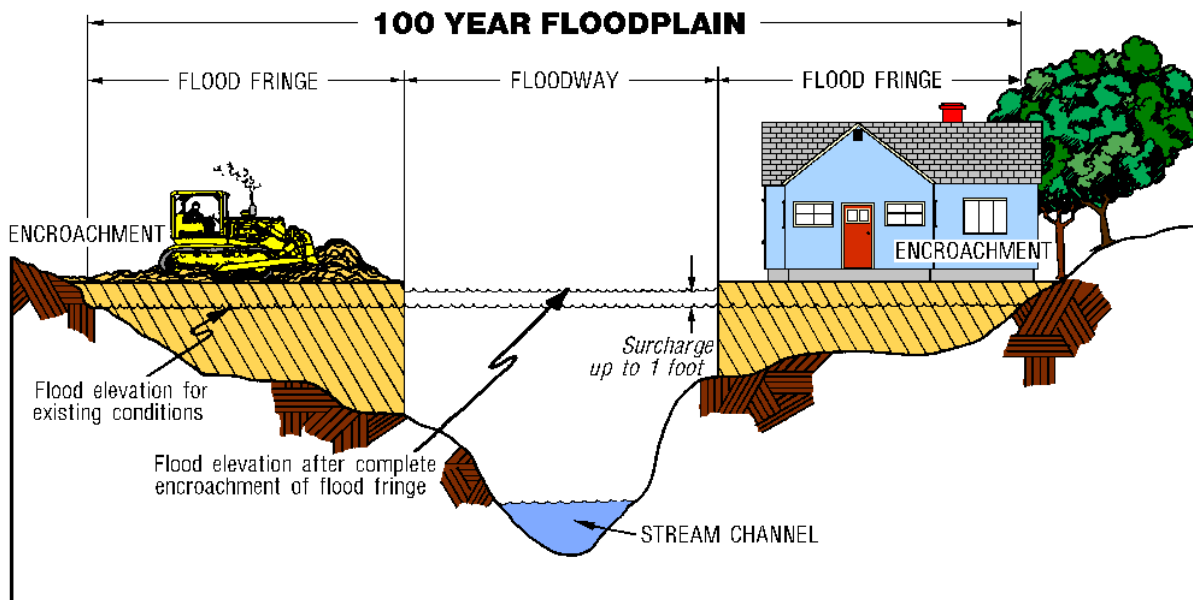 100 YEAR FLOODPLAIN
FLOOD FRINGE
FLOODWAY
FLOOD FRINGE
ENCROACHMENT
ENCROACHMENT
Surcharge
up to 1 foot
Flood elevation for
existing conditions
Flood elevation after complete
encroachment of flood fringe
STREAM CHANNEL